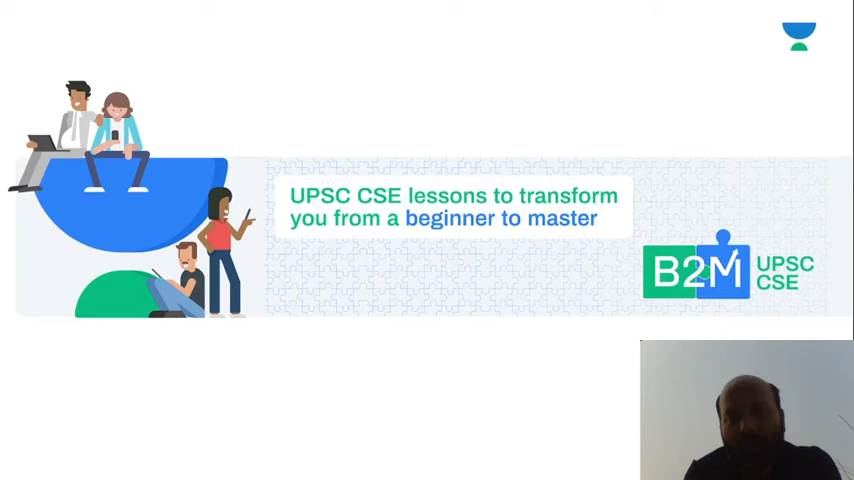 UPSC CSE lessons to transform
you from a beginner to master
B2M
UPSC
CSE